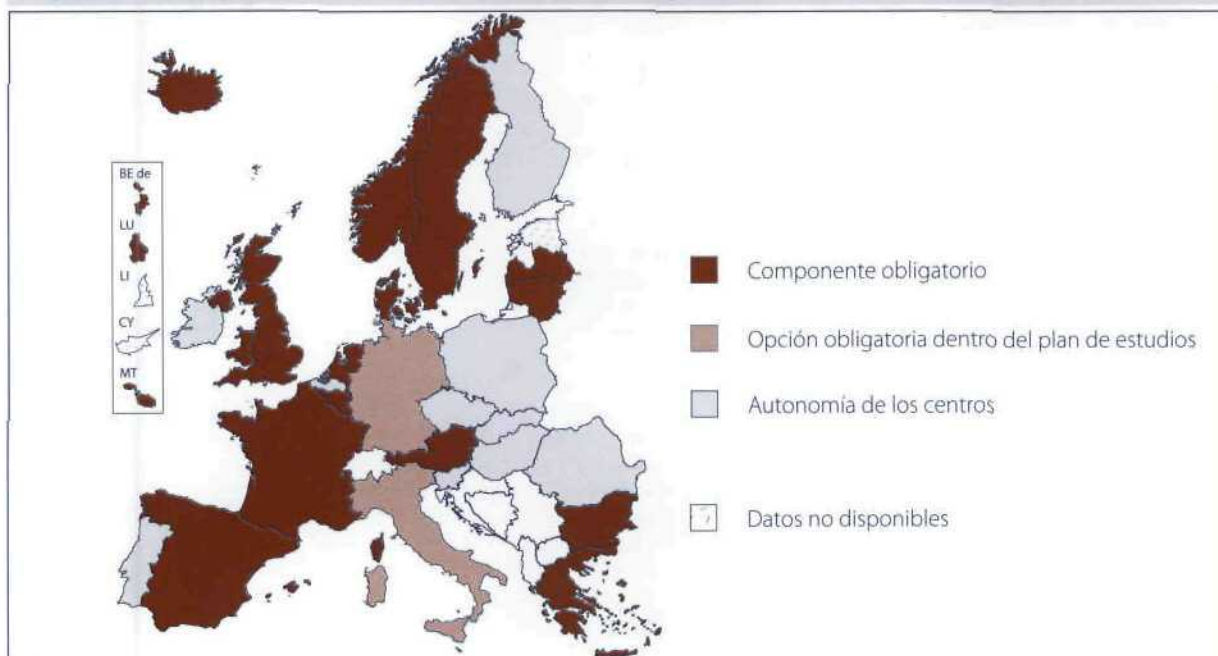 BE de
LU
LI
CY
MT
Componente obligatorio
Opción obligatoria dentro del plan de estudios
Autonomía de los centros
Datos no disponibles